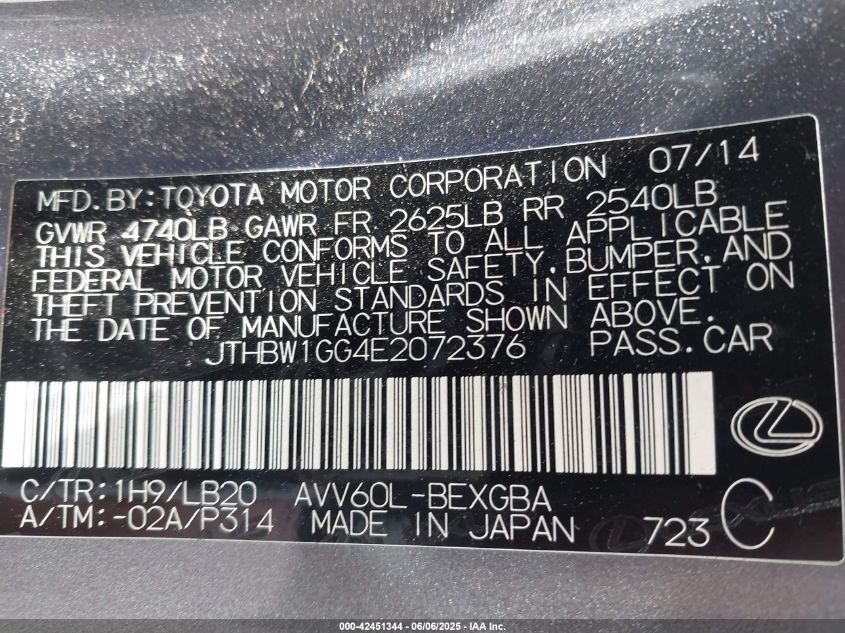 MFD.BY:TOYOTA MOTOR CORPORATION 07/14
GVWR 4740LB GAWR FR 2625LB RR 2540LB
THIS VEHICLE CONFORMS TO ALL APPLICABLE
FEDERAL MOTOR VEHICLE SAFETY,BUMPER,AND
THEFT PREVENTION STANDARDS IN EFFECT ON
THE DATE OF MANUFACTURE SHOWN ABOVE.
JTHBW1GG4E2072376 PASS.CAR
C/TR:1H9/LB20 AVV60L-BEXGBA
A/TM:-02A/P314 MADE IN JAPAN 723 C
000-42451344 - 06/06/2025 - IAA Inc.